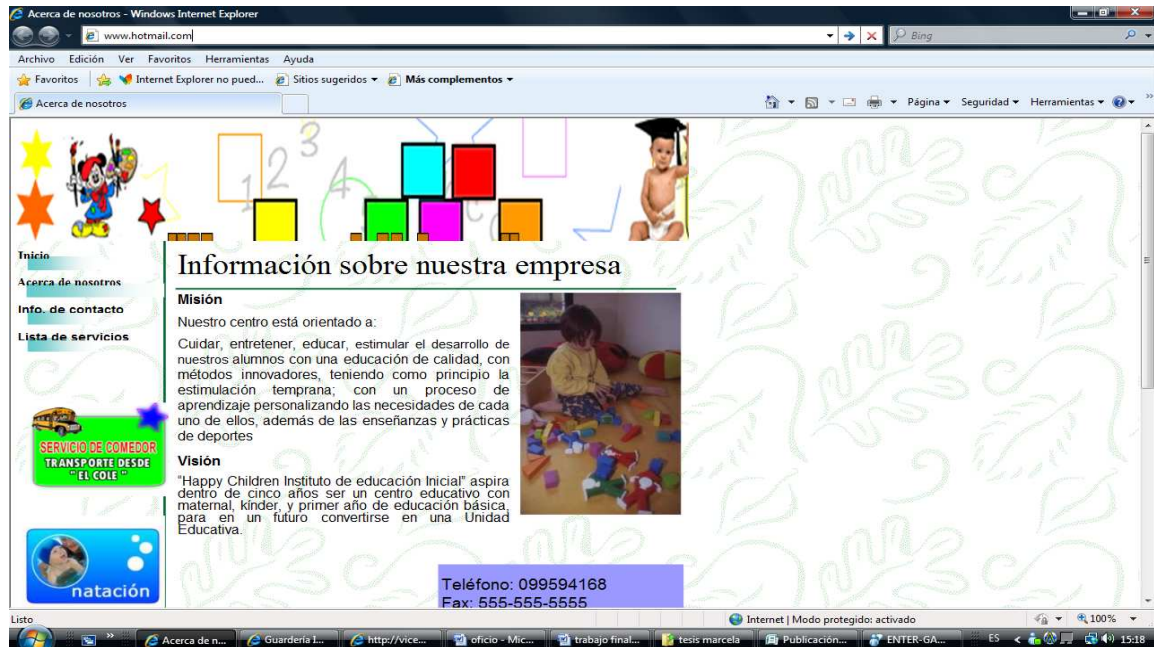 Acerca de nosotros - Windows Internet Explorer
www.hotmail.com
Bing
Archivo Edición Ver Favoritos Herramientas Ayuda
Favoritos Internet Explorer no pued... Sitios sugeridos Más complementos
Acerca de nosotros
Página Seguridad Herramientas
1 2 3 4
Inicio
Acerca de nosotros
Info. de contacto
Lista de servicios
SERVICIO DE COMEDOR
TRANSPORTE DESDE
"EL COLE"
natación
Información sobre nuestra empresa
Misión
Nuestro centro está orientado a:
Cuidar, entretener, educar, estimular el desarrollo de
nuestros alumnos con una educación de calidad, con
métodos innovadores, teniendo como principio la
estimulación temprana; con un proceso de
aprendizaje personalizando las necesidades de cada
uno de ellos, además de las enseñanzas y prácticas
de deportes
Visión
"Happy Children Instituto de educación Inicial" aspira
dentro de cinco años ser un centro educativo con
maternal, kínder, y primer año de educación básica,
para en un futuro convertirse en una Unidad
Educativa.
Teléfono: 099594168
Fax: 555-555-5555
Listo
Internet | Modo protegido: activado
100%
Acerca de n... Guardería I... http://vice... oficio - Mic... trabajo final... tesis marcela Publicación... ENTER-GA... ES 15:18